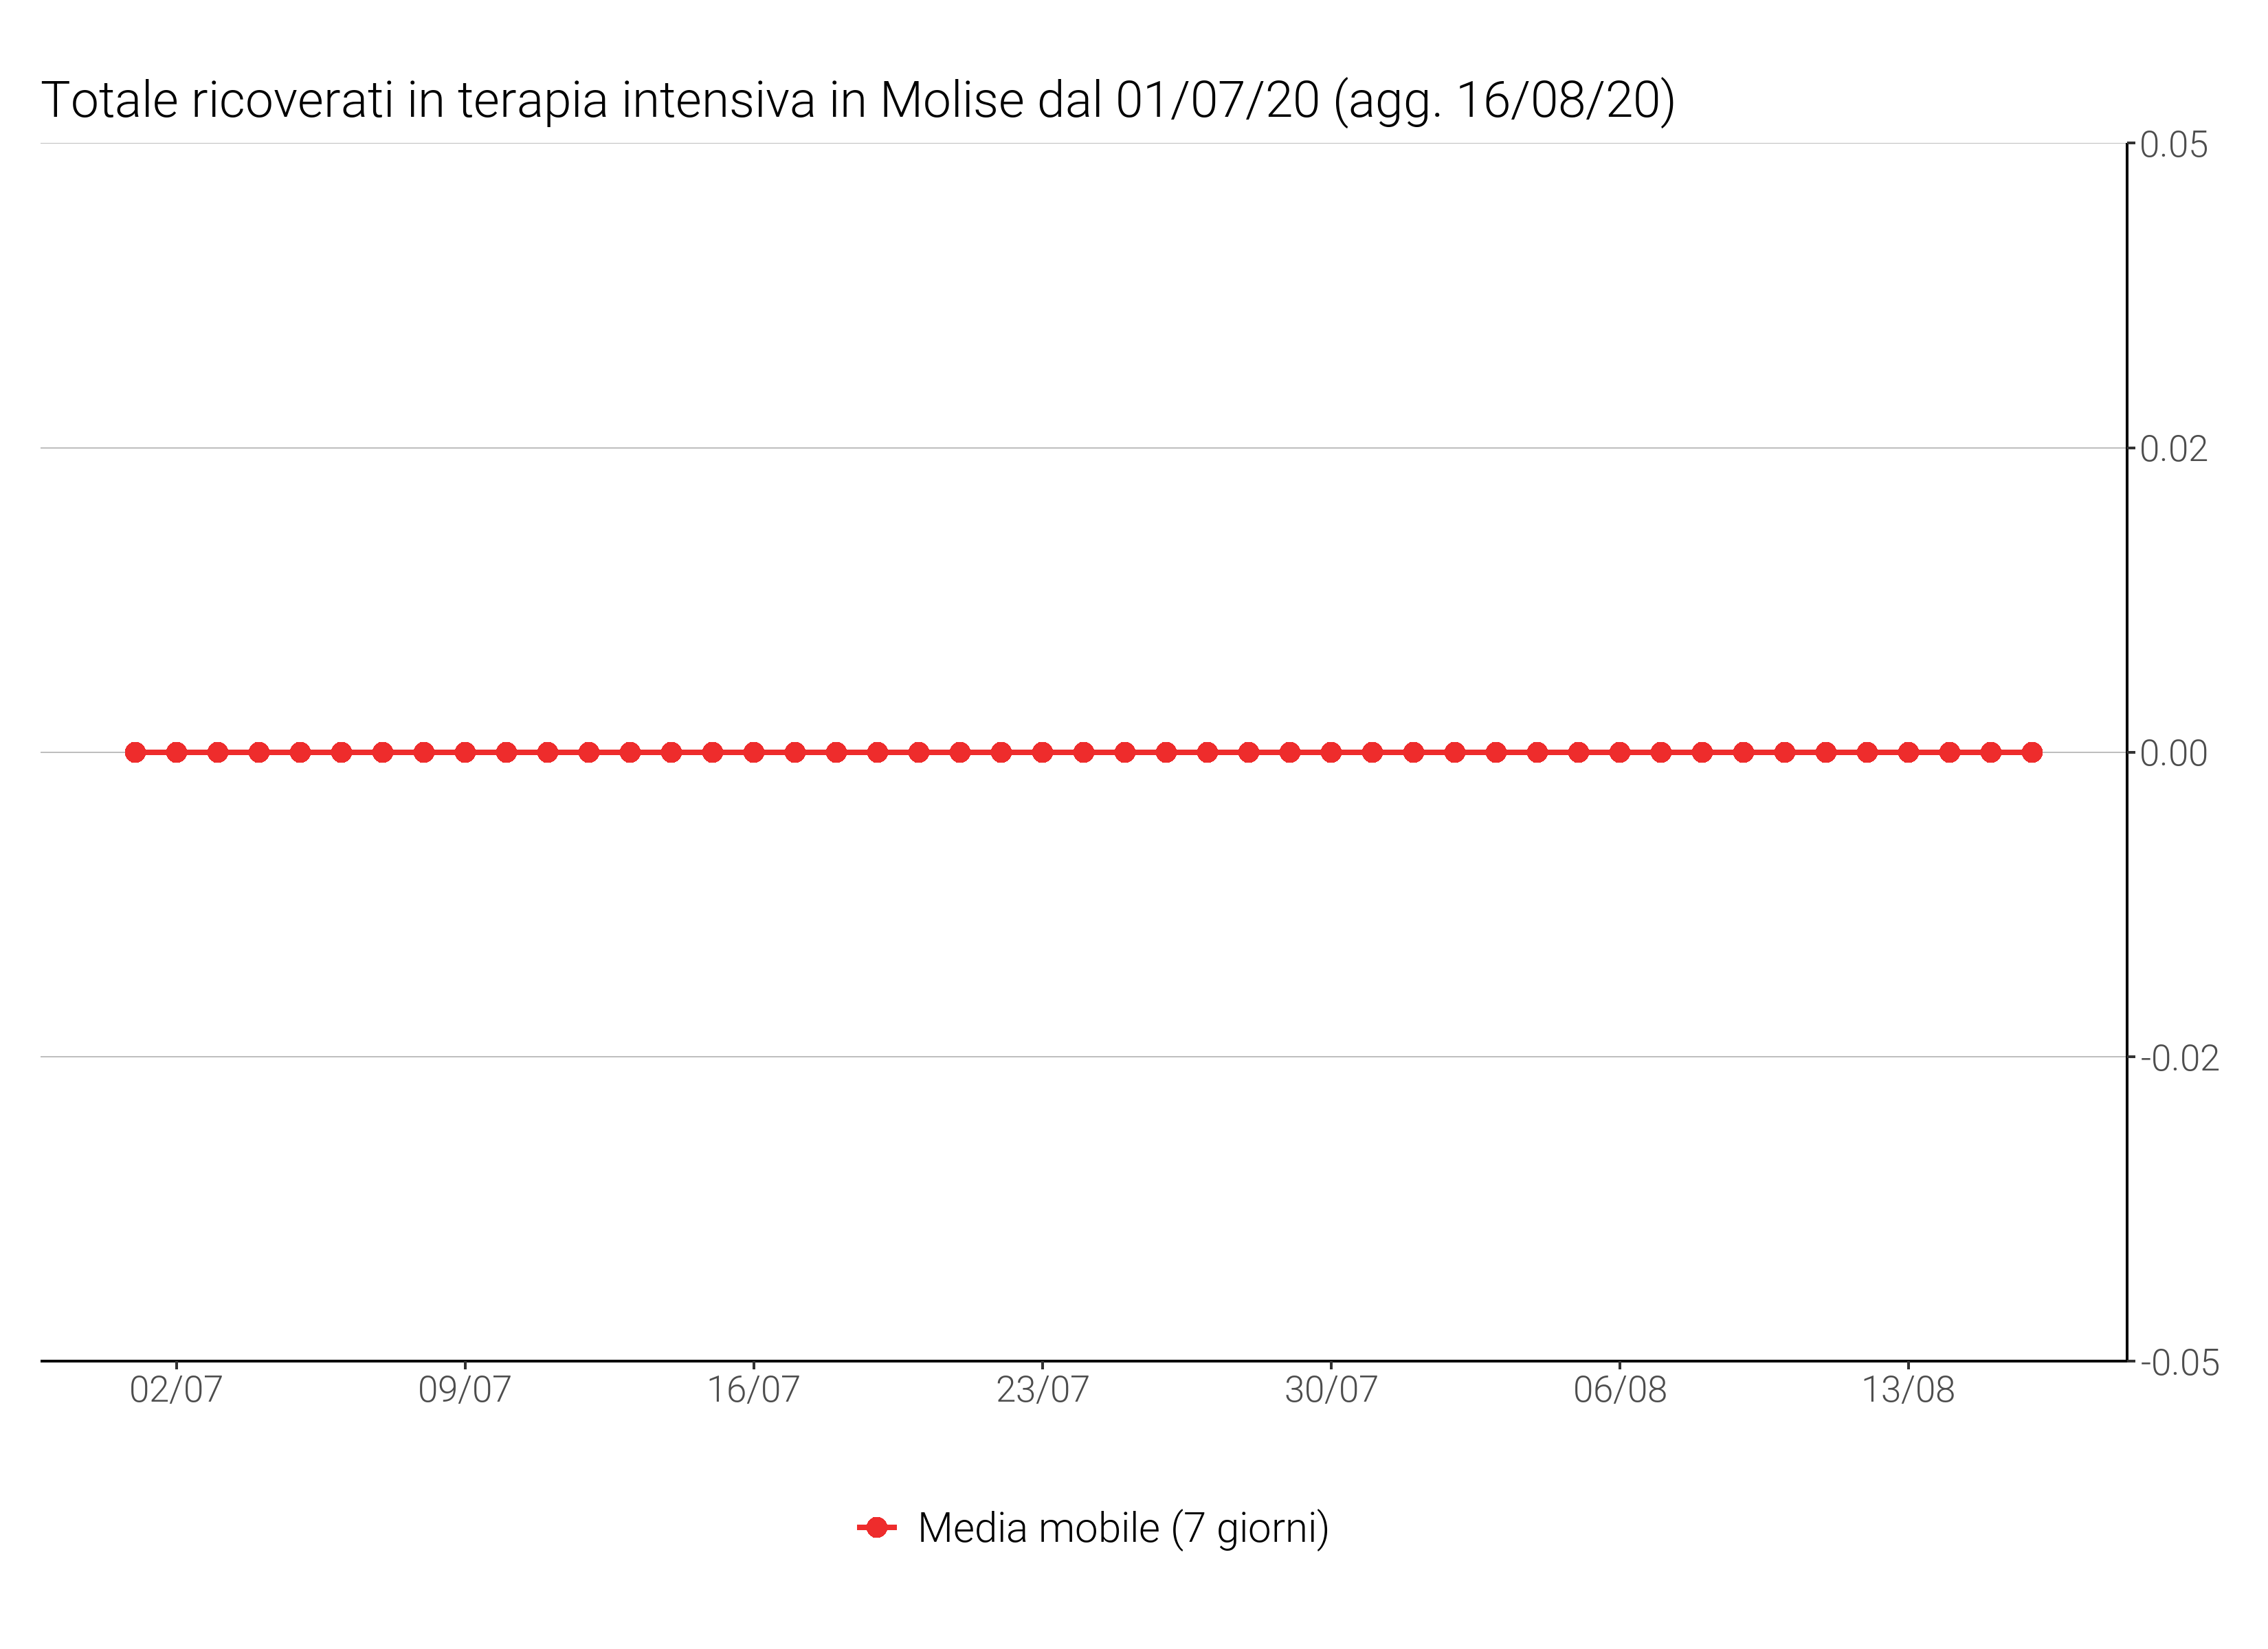 Totale ricoverati in terapia intensiva in Molise dal 01/07/20 (agg. 16/08/20)
0.05
0.02
0.00
-0.02
-0.05
02/07 09/07 16/07 23/07 30/07 06/08 13/08
Media mobile (7 giorni)